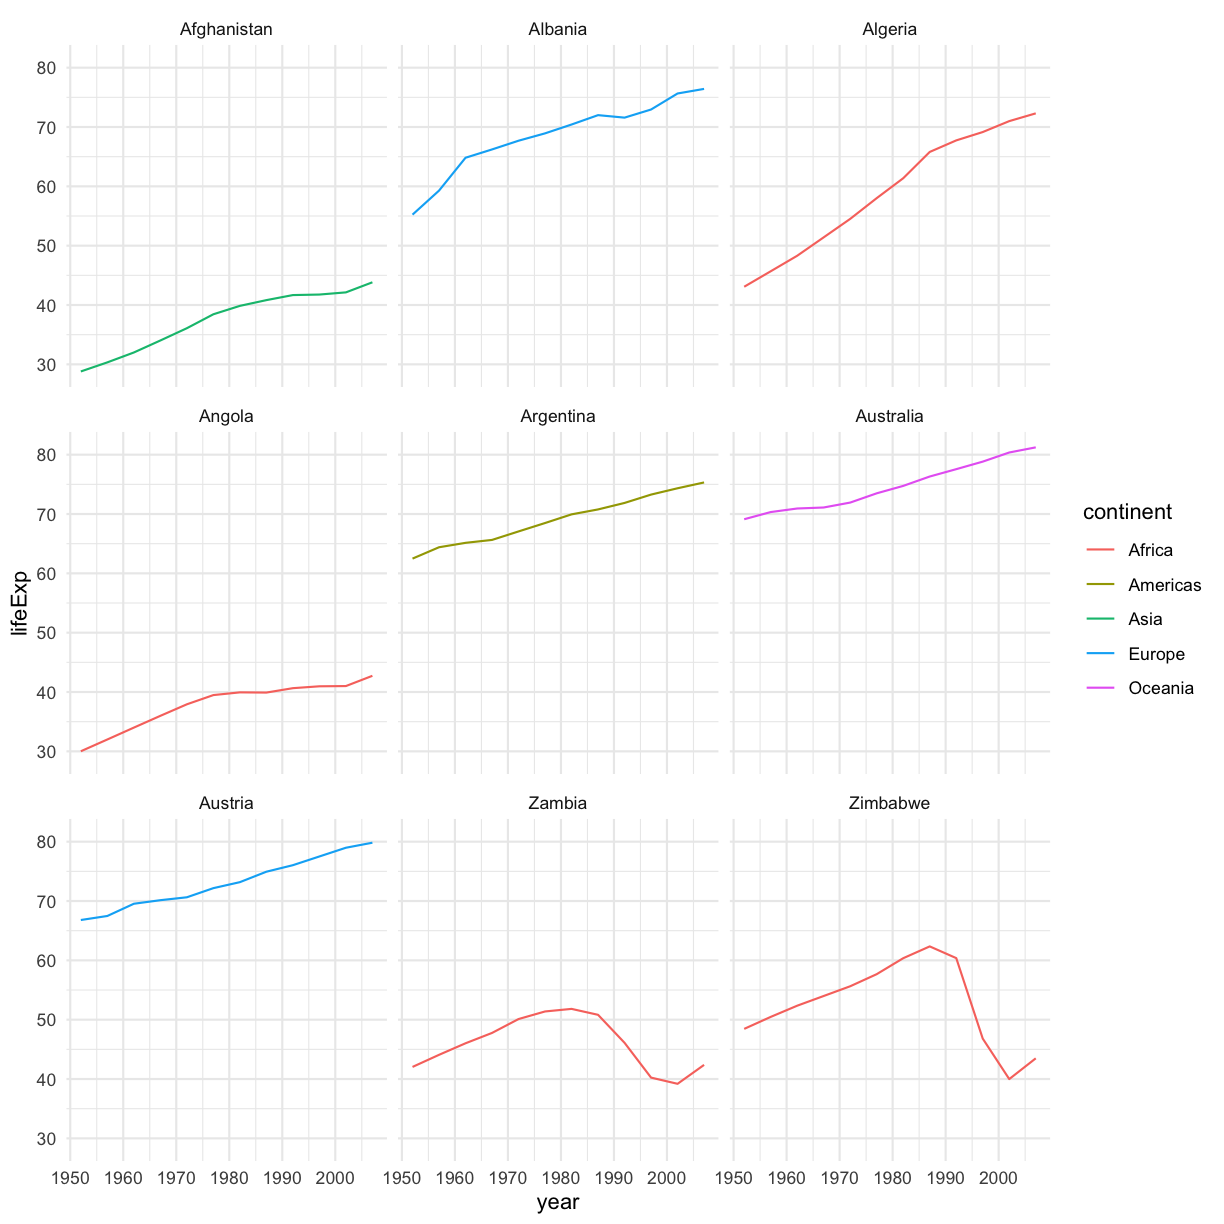 Afghanistan Albania Algeria
80
70
60
50
40
30
Angola Argentina Australia
80
70
60
50
40
30
Austria Zambia Zimbabwe
80
70
60
50
40
30
1950 1960 1970 1980 1990 2000 1950 1960 1970 1980 1990 2000 1950 1960 1970 1980 1990 2000
year
lifeExp
continent
Africa
Americas
Asia
Europe
Oceania